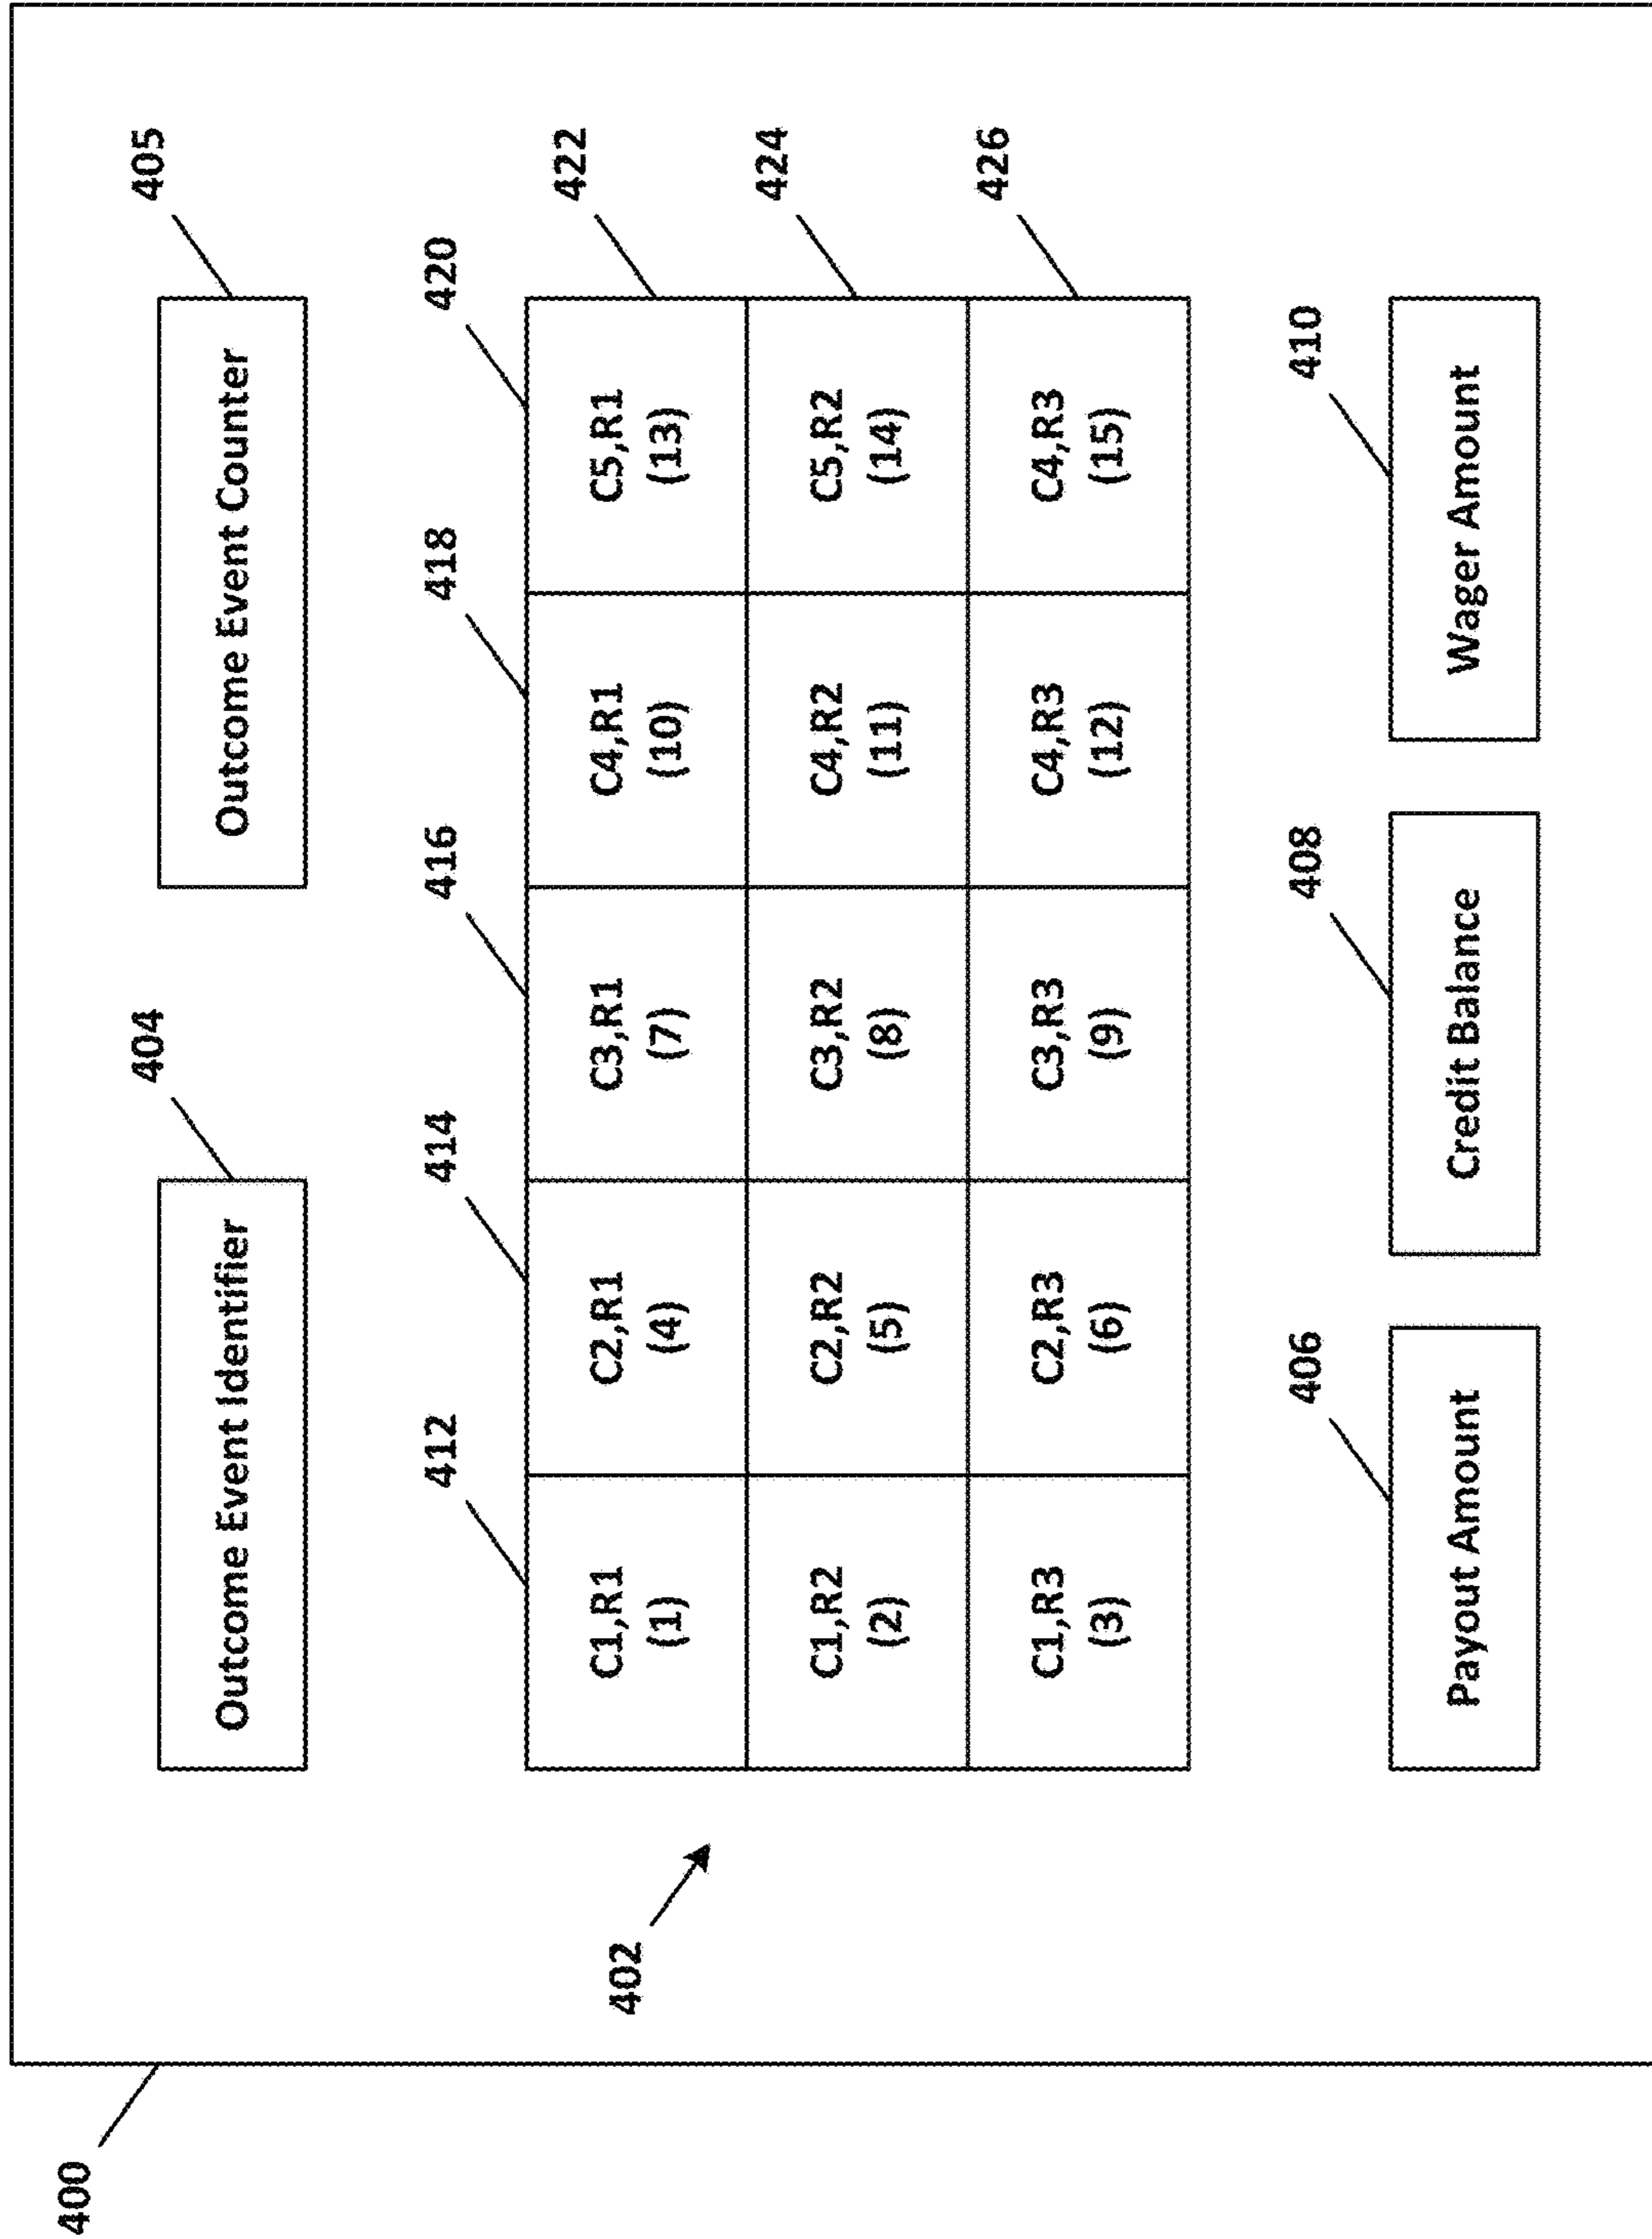 400
404
405
Outcome Event Identifier
Outcome Event Counter
412
414
416
418
420
402
C1,R1
(1)
C2,R1
(4)
C3,R1
(7)
C4,R1
(10)
C5,R1
(13)
422
C1,R2
(2)
C2,R2
(5)
C3,R2
(8)
C4,R2
(11)
C5,R2
(14)
424
C1,R3
(3)
C2,R3
(6)
C3,R3
(9)
C4,R3
(12)
C4,R3
(15)
426
406
408
410
Payout Amount
Credit Balance
Wager Amount